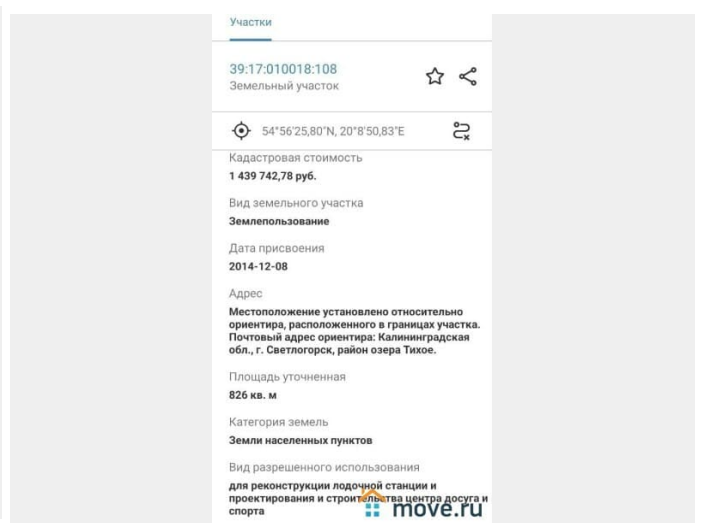 Участки
39:17:010018:108
Земельный участок
54°56'25,80"N, 20°8'50,83"E
Кадастровая стоимость
1 439 742,78 руб.
Вид земельного участка
Землепользование
Дата присвоения
2014-12-08
Адрес
Местоположение установлено относительно
ориентира, расположенного в границах участка.
Почтовый адрес ориентира: Калининградская
обл., г. Светлогорск, район озера Тихое.
Площадь уточненная
826 кв. м
Категория земель
Земли населенных пунктов
Вид разрешенного использования
для реконструкции лодочной станции и
проектирования и строительства центра досуга и
спорта
move.ru